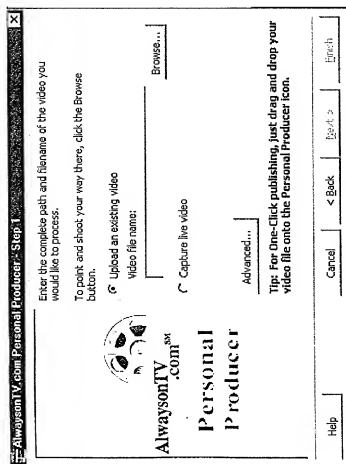 AlwaysonTV.com Personal Producer - Step 1
Enter the complete path and filename of the video you
would like to process.
To point and shoot your way there, click the Browse
button.
Upload an existing video
Video file name:
Browse...
Capture live video
Advanced...
Tip: For One-Click publishing, just drag and drop your
video file onto the Personal Producer icon.
AlwaysonTV
.com℠
Personal
Producer
Help
Cancel
< Back
Next >
Finish